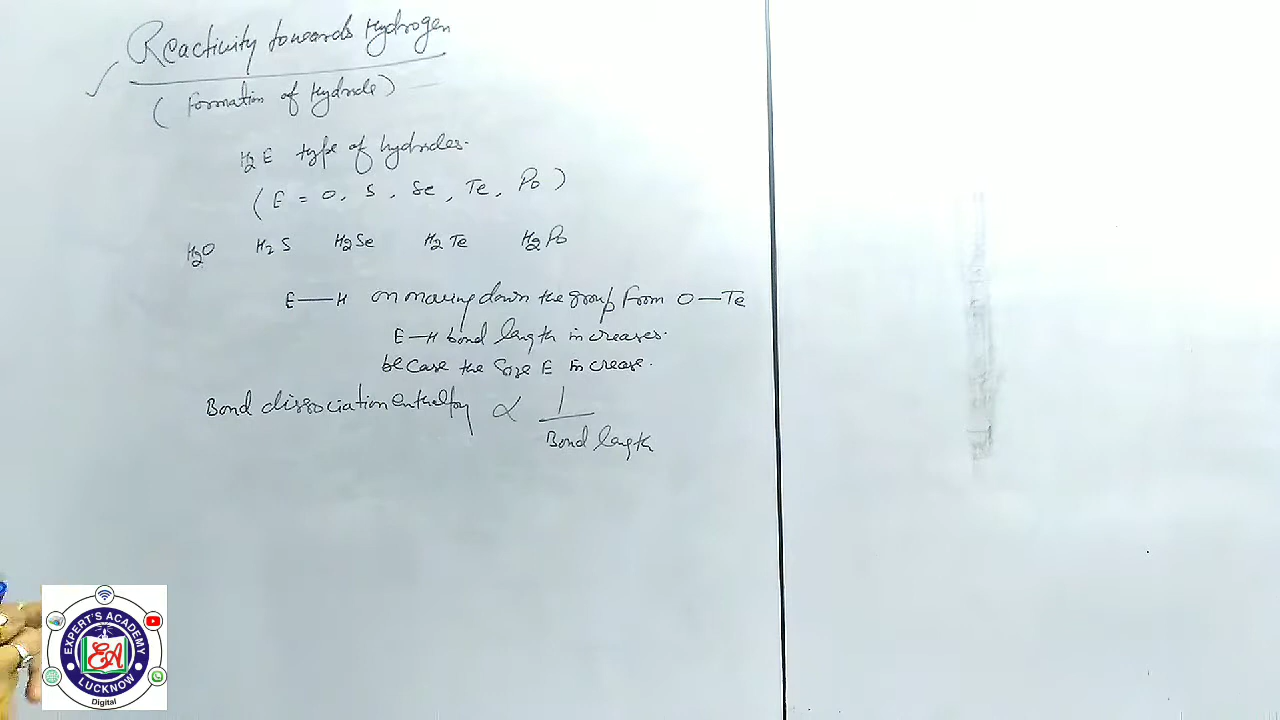 Reactivity towards Hydrogen
(Formation of Hydride)
H2E type of hydrides.
(E = O, S, Se, Te, Po)
H2O H2S H2Se H2Te H2Po
E—H on moving down the group from O—Te
E—H bond length increases.
becase the size E increase.
Bond dissociation enthalpy ∝ 1
Bond length
EXPERT'S ACADEMY
EA
LUCKNOW
Digital